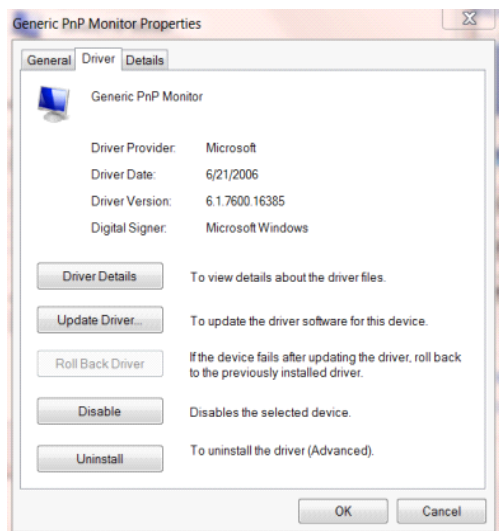 Generic PnP Monitor Properties
General Driver Details
Generic PnP Monitor
Driver Provider: Microsoft
Driver Date: 6/21/2006
Driver Version: 6.1.7600.16385
Digital Signer: Microsoft Windows
Driver Details To view details about the driver files.
Update Driver... To update the driver software for this device.
Roll Back Driver If the device fails after updating the driver, roll back
to the previously installed driver.
Disable Disables the selected device.
Uninstall To uninstall the driver (Advanced).
OK Cancel